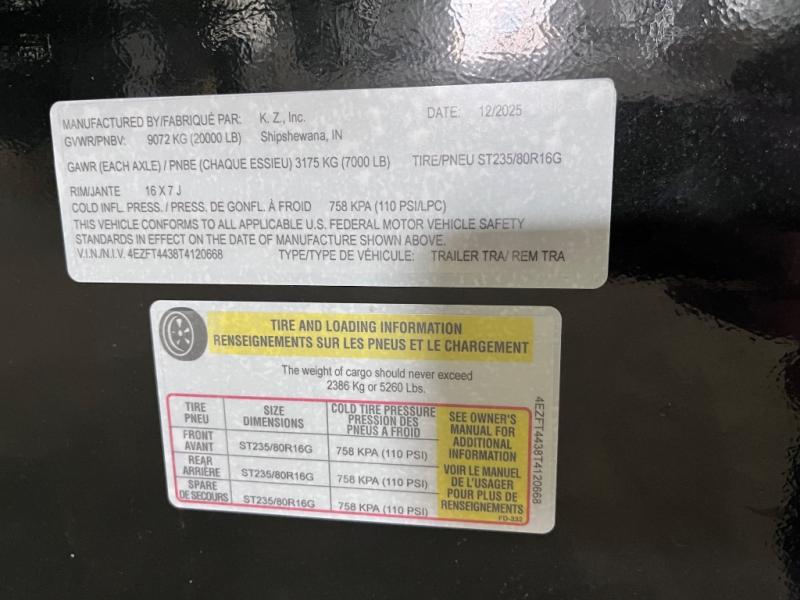 MANUFACTURED BY/FABRIQUÉ PAR: K. Z., Inc. DATE: 12/2025
GVWR/PNBV: 9072 KG (20000 LB) Shipshewana, IN
GAWR (EACH AXLE) / PNBE (CHAQUE ESSIEU) 3175 KG (7000 LB) TIRE/PNEU ST235/80R16G
RIM/JANTE 16 X 7 J
COLD INFL. PRESS. / PRESS. DE GONFL. À FROID 758 KPA (110 PSI/LPC)
THIS VEHICLE CONFORMS TO ALL APPLICABLE U.S. FEDERAL MOTOR VEHICLE SAFETY
STANDARDS IN EFFECT ON THE DATE OF MANUFACTURE SHOWN ABOVE.
V.I.N./N.I.V. 4EZFT4438T4120668 TYPE/TYPE DE VÉHICULE: TRAILER TRA/ REM TRA
TIRE AND LOADING INFORMATION
RENSEIGNEMENTS SUR LES PNEUS ET LE CHARGEMENT
The weight of cargo should never exceed
2386 Kg or 5260 Lbs.
TIRE
PNEU
SIZE
DIMENSIONS
COLD TIRE PRESSURE
PRESSION DES
PNEUS A FROID
FRONT
AVANT
ST235/80R16G
758 KPA (110 PSI)
REAR
ARRIÈRE
ST235/80R16G
758 KPA (110 PSI)
SPARE
DE SECOURS
ST235/80R16G
758 KPA (110 PSI)
SEE OWNER'S
MANUAL FOR
ADDITIONAL
INFORMATION
VOIR LE MANUEL
DE L'USAGER
POUR PLUS DE
RENSEIGNEMENTS
FD-332
4EZFT4438T4120668